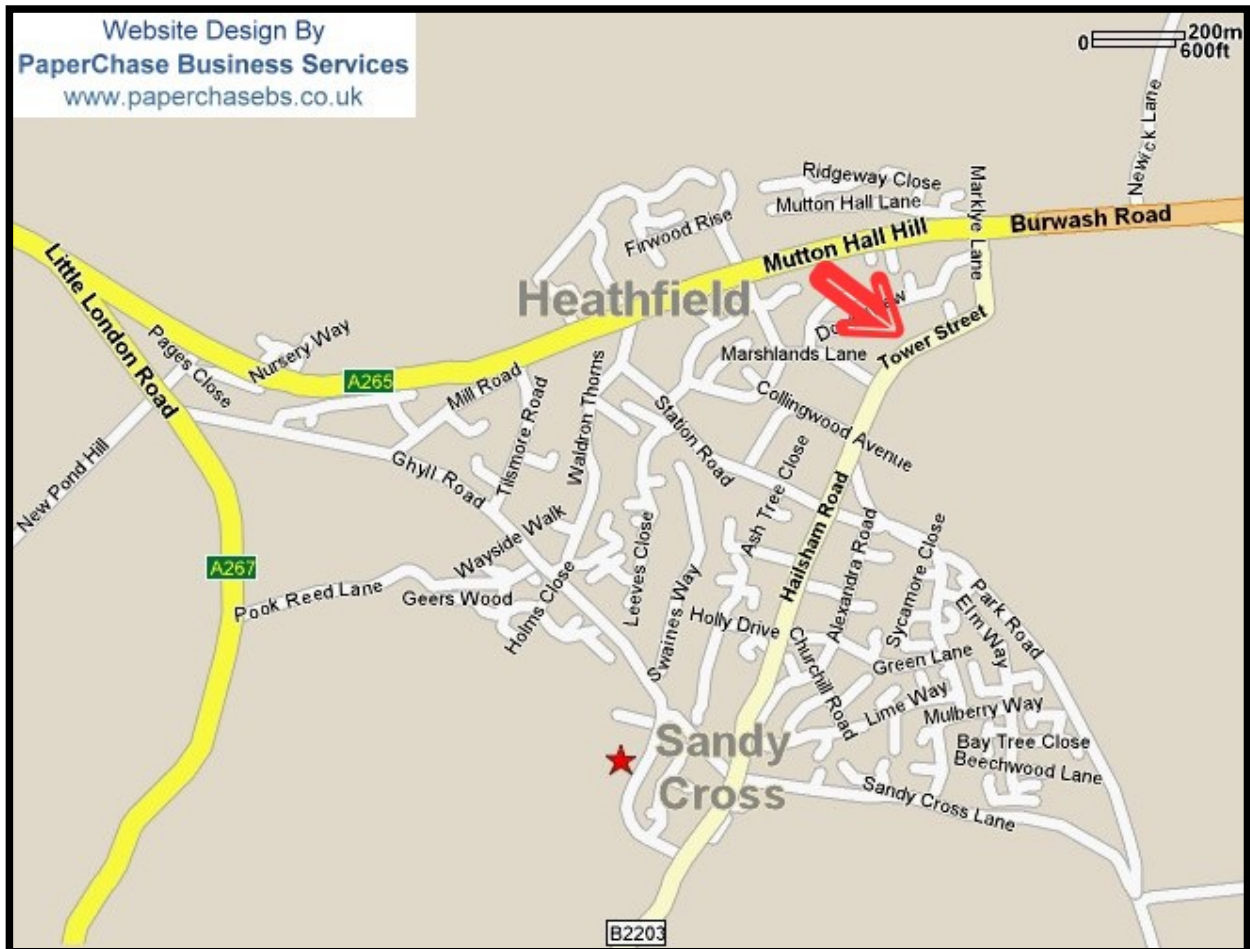 Website Design By
PaperChase Business Services
www.paperchasebs.co.uk
0 200m
600ft
Newick Lane
Ridgeway Close
Marklye Lane
Mutton Hall Lane
Burwash Road
Firwood Rise
Mutton Hall Hill
Little London Road
Heathfield
Tower Street
Pages Close
Nursery Way
Marshlands Lane
A265
Mill Road
Collingwood Avenue
Tilsmore Road
Waldron Thorns
Station Road
New Pond Hill
Ghyll Road
Ash Tree Close
Hailsham Road
Wayside Walk
Alexandra Road
Sycamore Close
A267
Leeves Close
Pook Reed Lane
Geers Wood
Holms Close
Swaines Way
Holly Drive
Park Road
Elm Way
Churchill Road
Green Lane
Lime Way
Mulberry Way
Sandy
Cross
Bay Tree Close
Beechwood Lane
Sandy Cross Lane
B2203